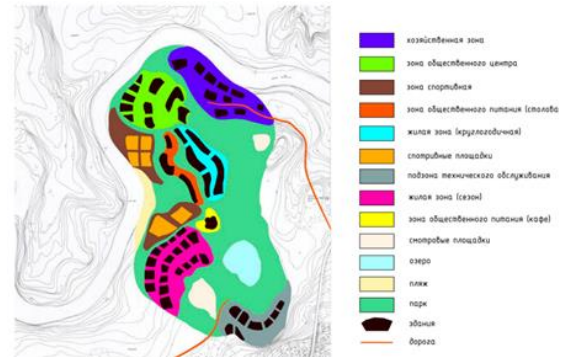 хозяйственная зона
зона общественного центра
зона спортивная
зона общественного питания (столова
жилая зона (круглогодичная)
спотривные площадки
подзона технического обслуживания
жилая зона (сезон)
зона общественного питания (кафе)
смотровые площадки
озеро
пляж
парк
здания
дорога